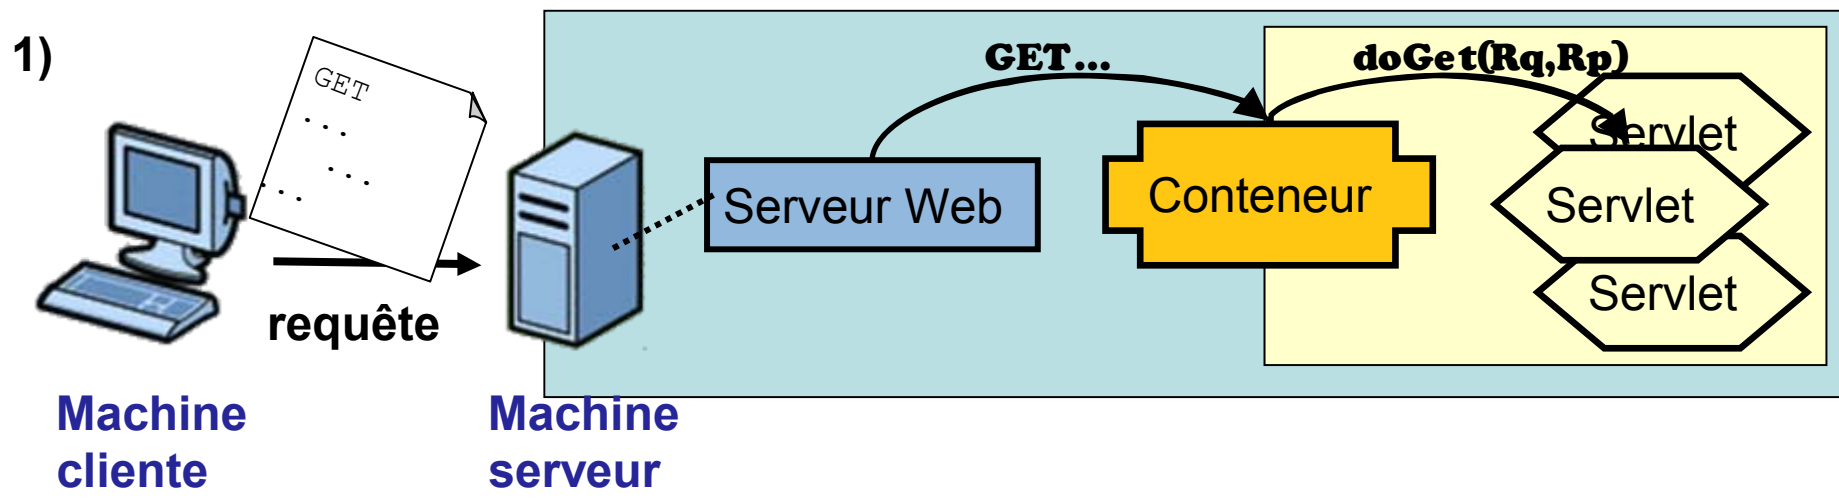 1)
GET
...
...
...
requête
Machine
cliente
Machine
serveur
Serveur Web
GET...
Conteneur
doGet(Rq,Rp)
Servlet
Servlet
Servlet